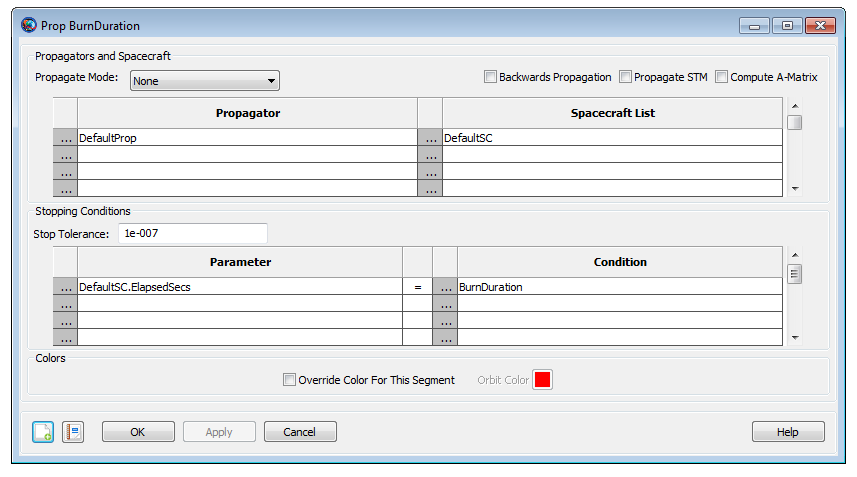 Prop BurnDuration
Propagators and Spacecraft
Propagate Mode: None Backwards Propagation Propagate STM Compute A-Matrix
Propagator Spacecraft List
... DefaultProp ... DefaultSC
... ...
... ...
... ...
Stopping Conditions
Stop Tolerance: 1e-007
Parameter Condition
... DefaultSC.ElapsedSecs = ... BurnDuration
... ...
... ...
... ...
Colors
Override Color For This Segment Orbit Color
OK Apply Cancel Help